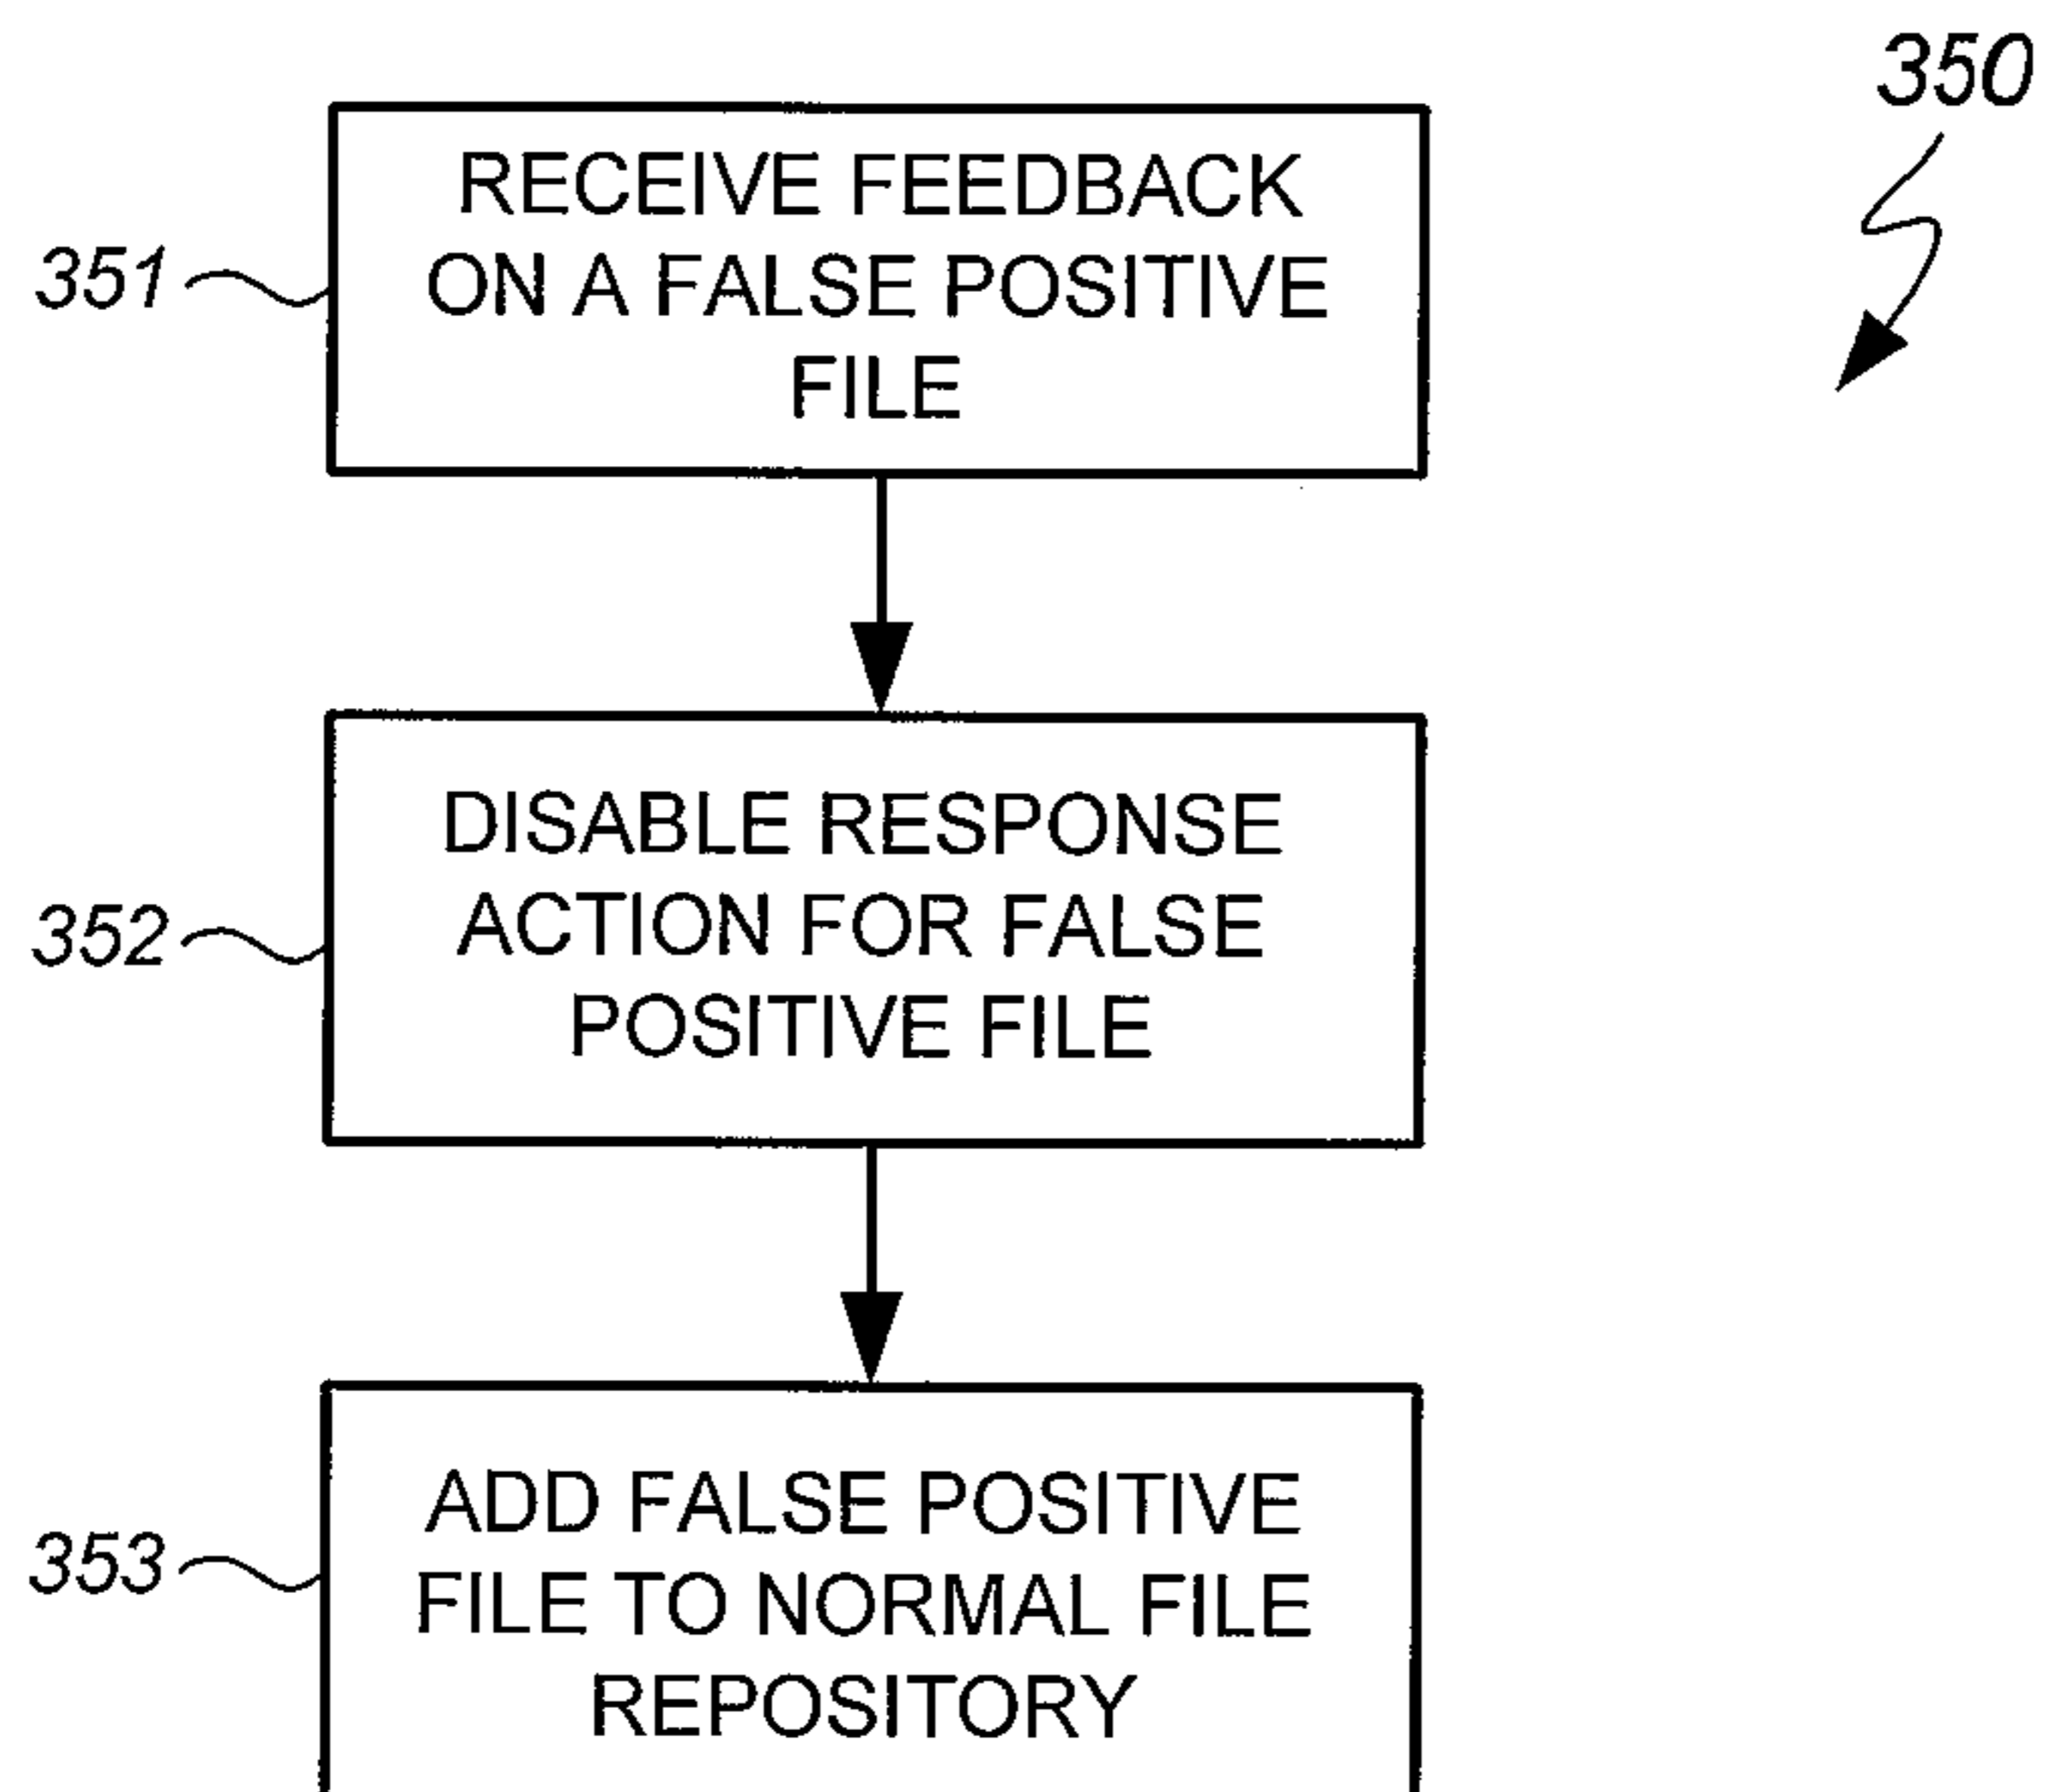 350
RECEIVE FEEDBACK
ON A FALSE POSITIVE
FILE
351
DISABLE RESPONSE
ACTION FOR FALSE
POSITIVE FILE
352
ADD FALSE POSITIVE
FILE TO NORMAL FILE
REPOSITORY
353